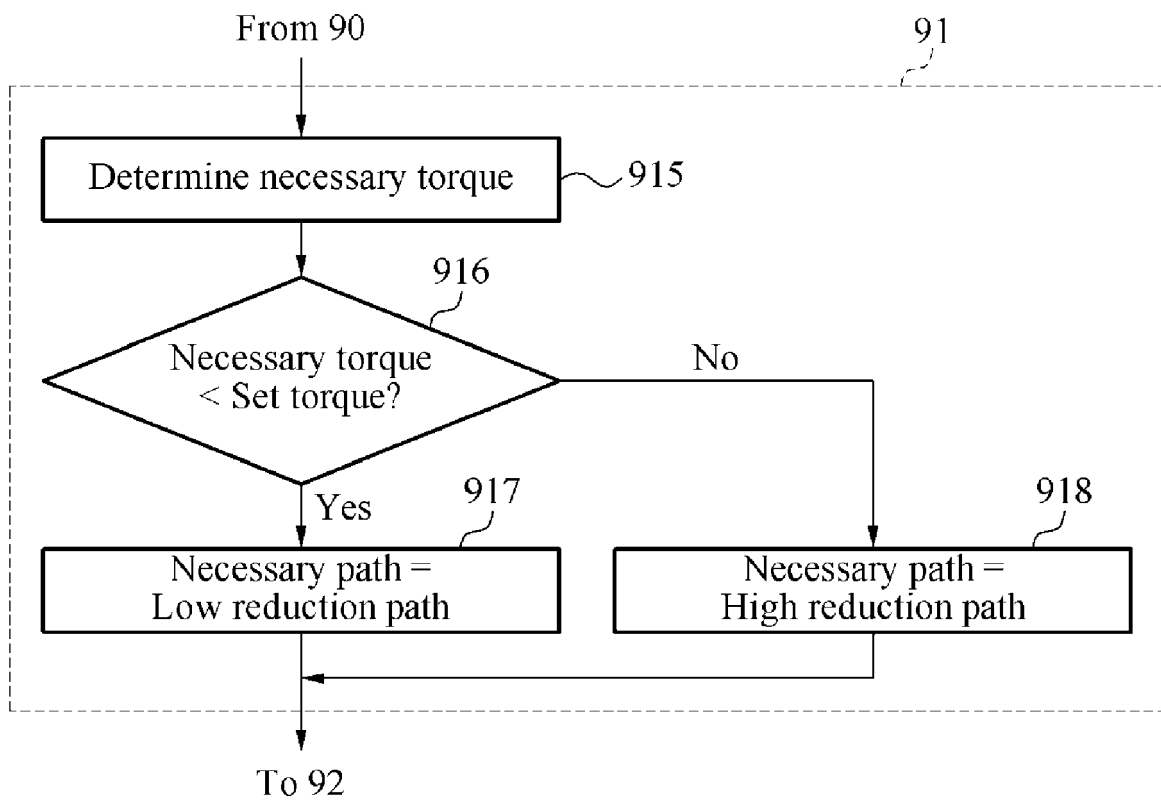 From 90
91
Determine necessary torque
915
916
Necessary torque
< Set torque?
No
Yes
917
918
Necessary path =
Low reduction path
Necessary path =
High reduction path
To 92